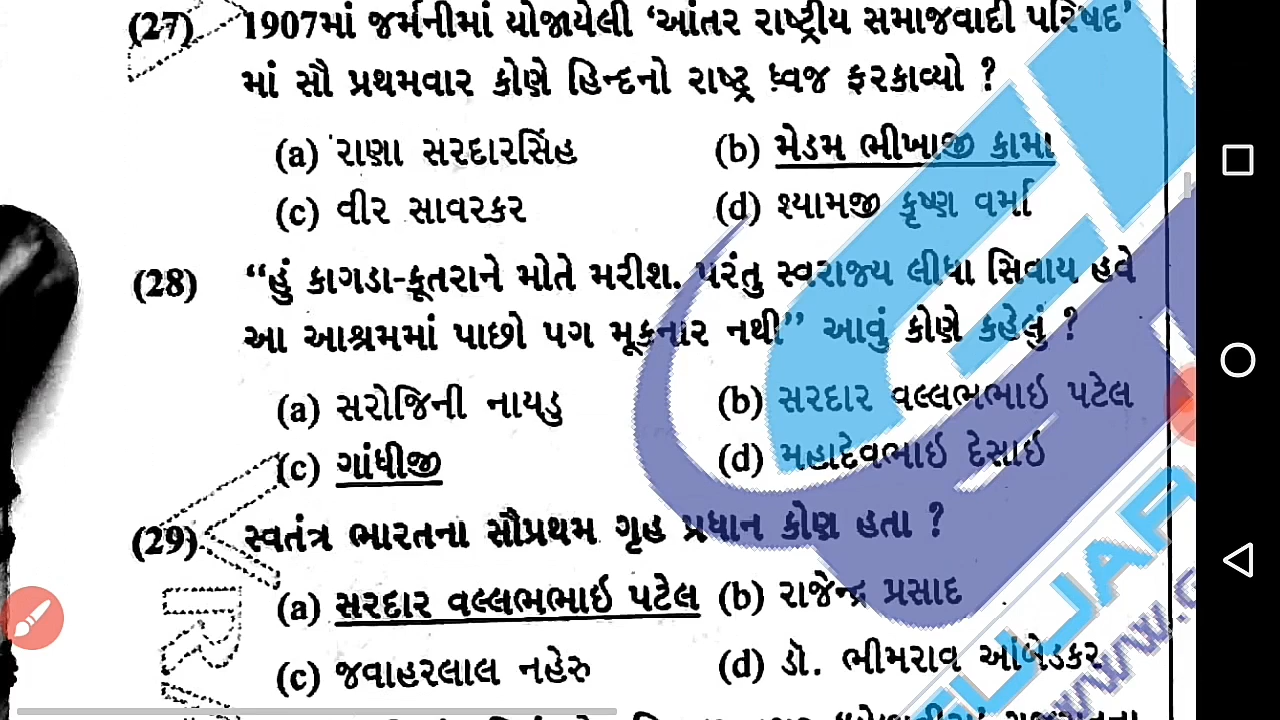 (27) 1907માં જર્મનીમાં યોજાયેલી ‘આંતર રાષ્ટ્રીય સમાજવાદી પરિષદ’
માં સૌ પ્રથમવાર કોણે હિન્દનો રાષ્ટ્ર ધ્વજ ફરકાવ્યો ?
(a) રાણા સરદારસિંહ (b) મેડમ ભીખાજી કામા
(c) વીર સાવરકર (d) શ્યામજી કૃષ્ણ વર્મા
(28) “હું કાગડા-કૂતરાને મોતે મરીશ. પરંતુ સ્વરાજ્ય લીધા સિવાય હવે
આ આશ્રમમાં પાછો પગ મૂકનાર નથી” આવું કોણે કહેલું ?
(a) સરોજિની નાયડુ (b) સરદાર વલ્લભભાઇ પટેલ
(c) ગાંધીજી (d) મહાદેવભાઇ દેસાઇ
(29) સ્વતંત્ર ભારતના સૌપ્રથમ ગૃહ પ્રધાન કોણ હતા ?
(a) સરદાર વલ્લભભાઇ પટેલ (b) રાજેન્દ્ર પ્રસાદ
(c) જવાહરલાલ નહેરુ (d) ડૉ. ભીમરાવ આંબેડકર